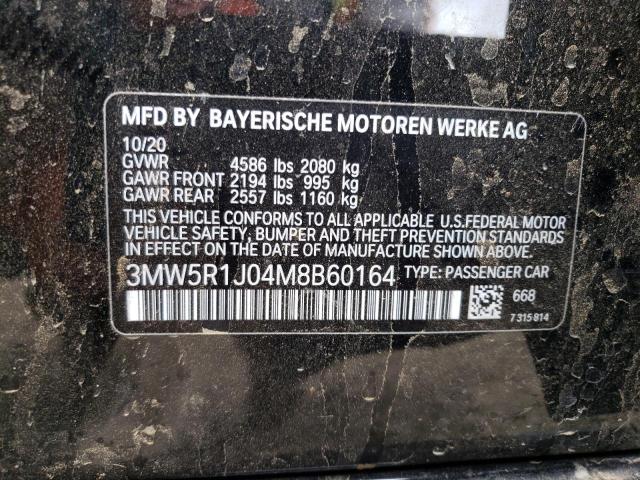 MFD BY BAYERISCHE MOTOREN WERKE AG
10/20
GVWR 4586 lbs 2080 kg
GAWR FRONT 2194 lbs 995 kg
GAWR REAR 2557 lbs 1160 kg
THIS VEHICLE CONFORMS TO ALL APPLICABLE U.S.FEDERAL MOTOR
VEHICLE SAFETY, BUMPER AND THEFT PREVENTION STANDARDS IN EFFECT
ON THE DATE OF MANUFACTURE SHOWN ABOVE.
3MW5R1J04M8B60164 TYPE: PASSENGER CAR
668
7 315 814